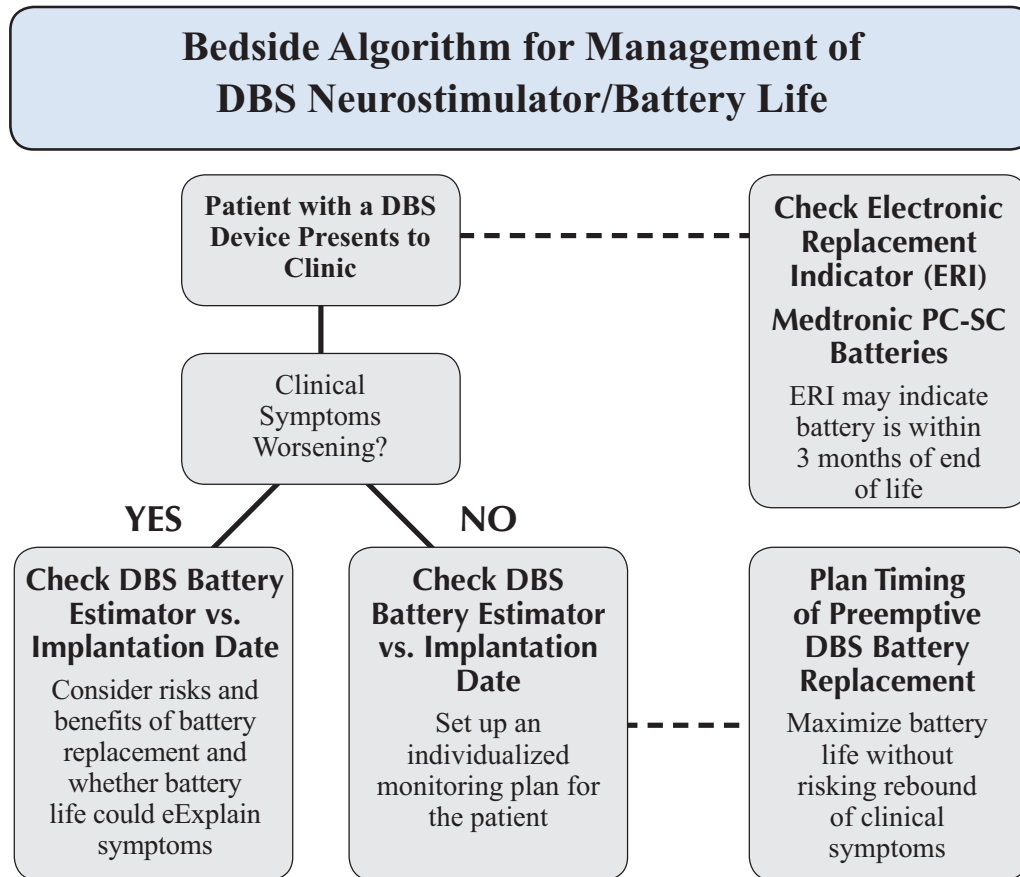 Bedside Algorithm for Management of
DBS Neurostimulator/Battery Life
Patient with a DBS
Device Presents to
Clinic
Check Electronic
Replacement
Indicator (ERI)
Medtronic PC-SC
Batteries
ERI may indicate
battery is within
3 months of end
of life
Clinical
Symptoms
Worsening?
YES
NO
Check DBS Battery
Estimator vs.
Implantation Date
Consider risks and
benefits of battery
replacement and
whether battery
life could eExplain
symptoms
Check DBS
Battery Estimator
vs. Implantation
Date
Set up an
individualized
monitoring plan for
the patient
Plan Timing
of Preemptive
DBS Battery
Replacement
Maximize battery
life without
risking rebound
of clinical
symptoms